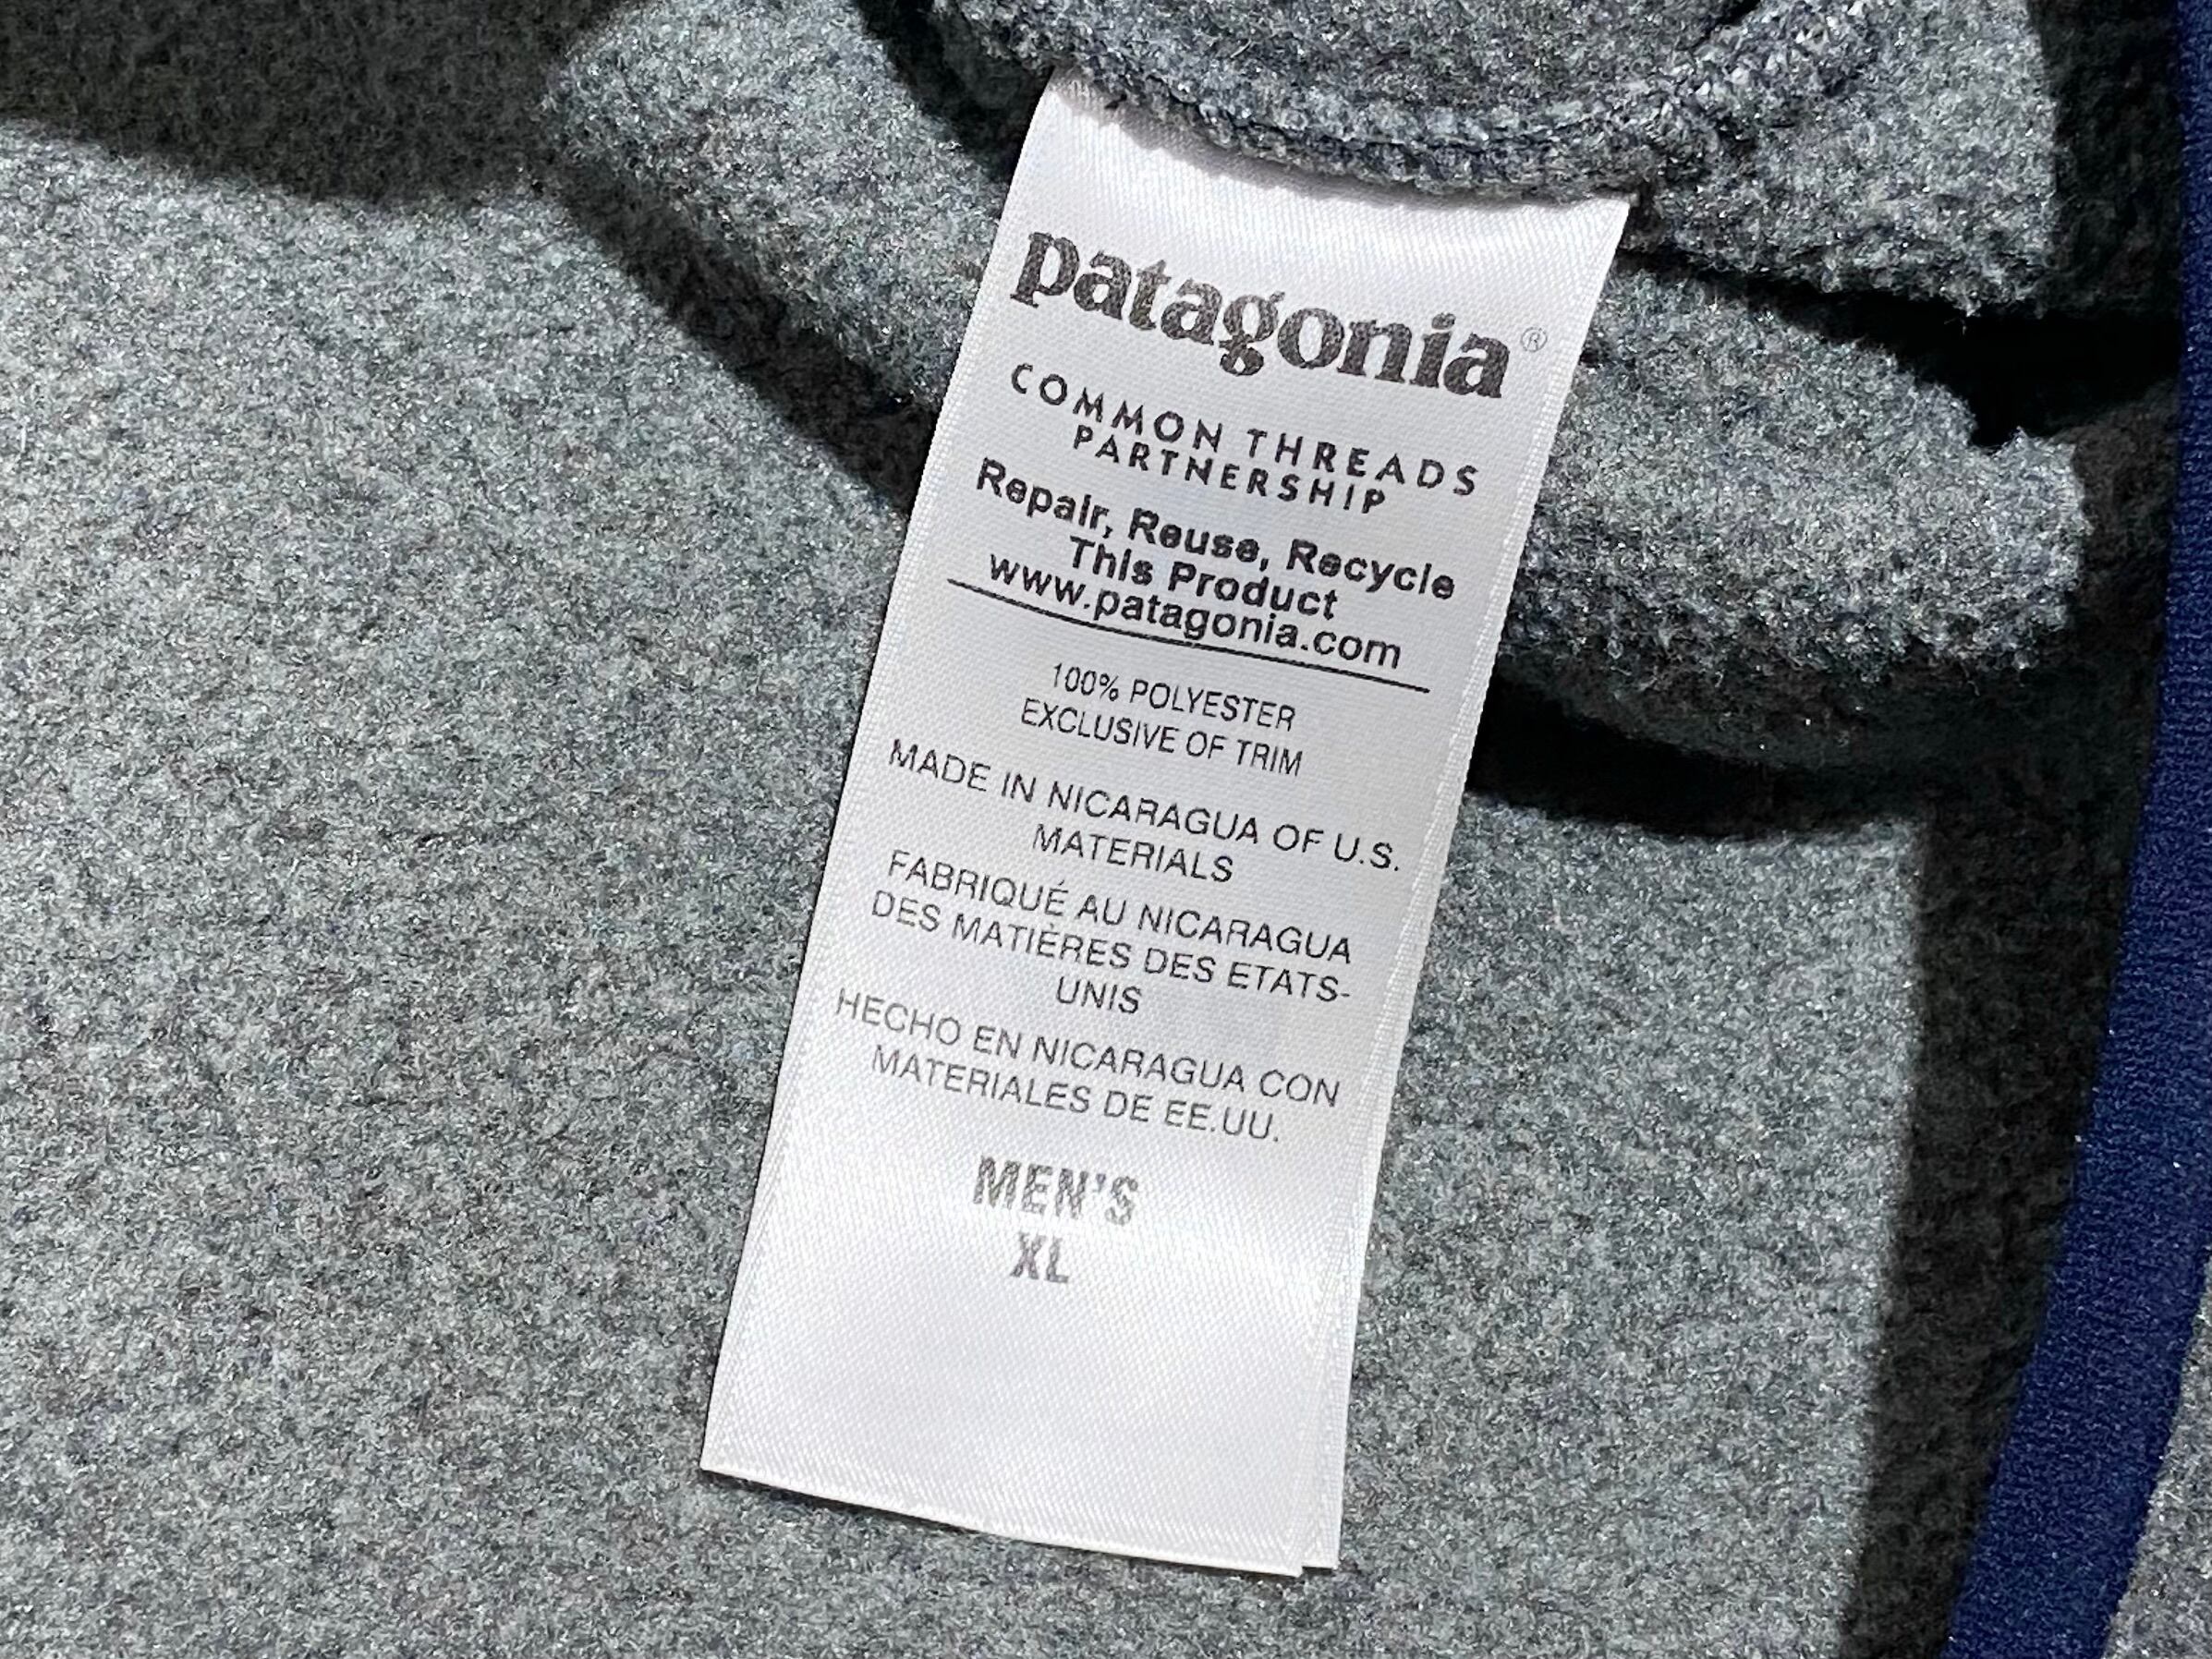 patagonia®
COMMON THREADS
PARTNERSHIP
Repair, Reuse, Recycle
This Product
www.patagonia.com
100% POLYESTER
EXCLUSIVE OF TRIM
MADE IN NICARAGUA OF U.S.
MATERIALS
FABRIQUÉ AU NICARAGUA
DES MATIÈRES DES ETATS-
UNIS
HECHO EN NICARAGUA CON
MATERIALES DE EE.UU.
MEN'S
XL